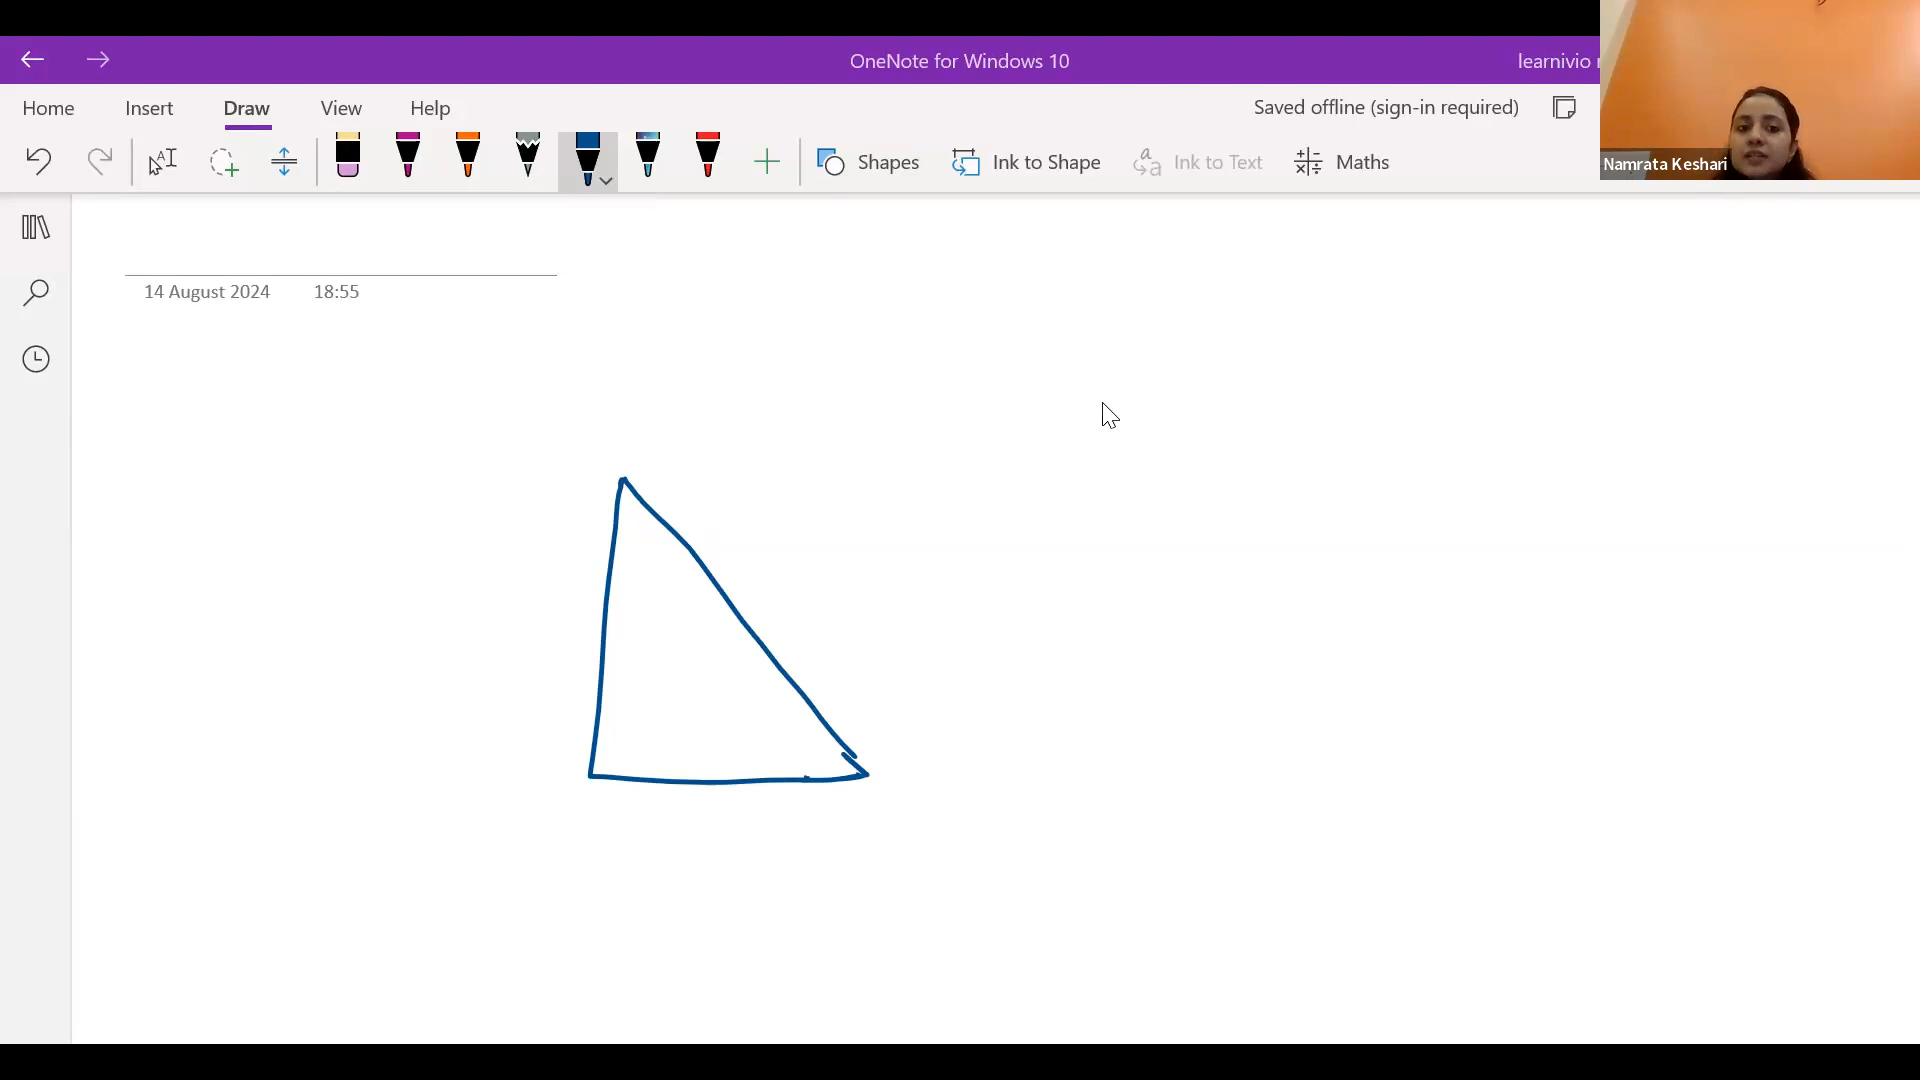 OneNote for Windows 10
learnivio
Home Insert Draw View Help
Saved offline (sign-in required)
Shapes Ink to Shape Ink to Text Maths
Namrata Keshari
14 August 2024 18:55